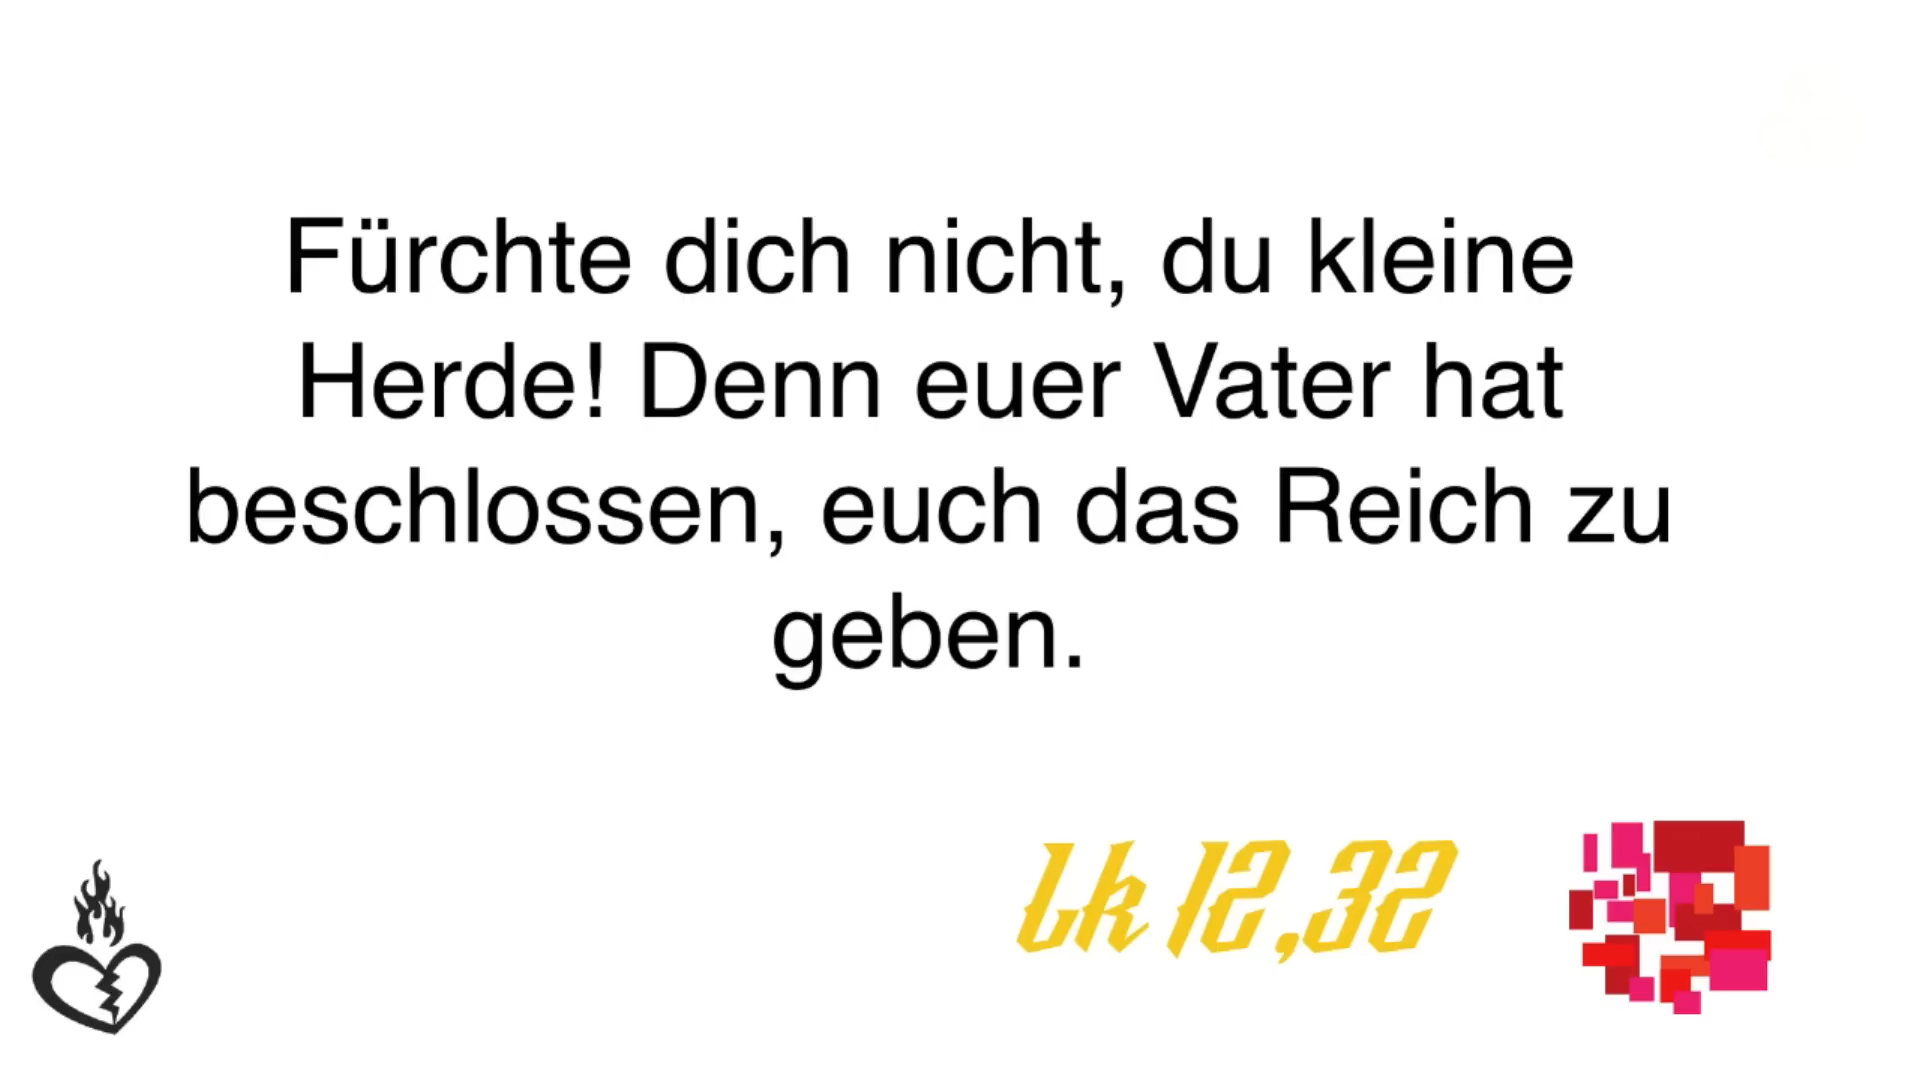 Fürchte dich nicht, du kleine
Herde! Denn euer Vater hat
beschlossen, euch das Reich zu
geben.
Lk 12,32